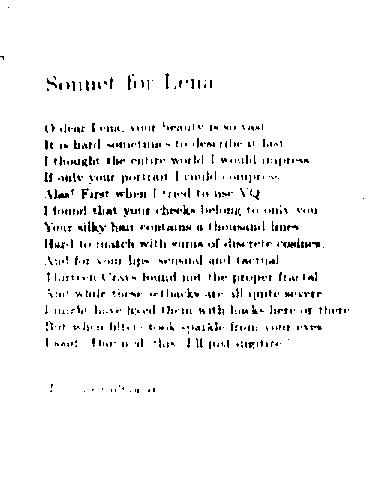 Sonnet for Lena
O dear Lena, your beauty is so vast
It is hard sometimes to describe it fast.
I thought the entire world I would impress
If only your portrait I could compress.
Alas! First when I tried to use VQ
I found that your cheeks belong to only you.
Your silky hair contains a thousand lines
Hard to match with sums of discrete cosines.
And for your lips, sensual and tactual
Thirteen Crays found not the proper fractal.
And while these setbacks are all quite severe
I might have fixed them with hacks here or there
But when filters took sparkle from your eyes
I said, this. I'll just digitize."